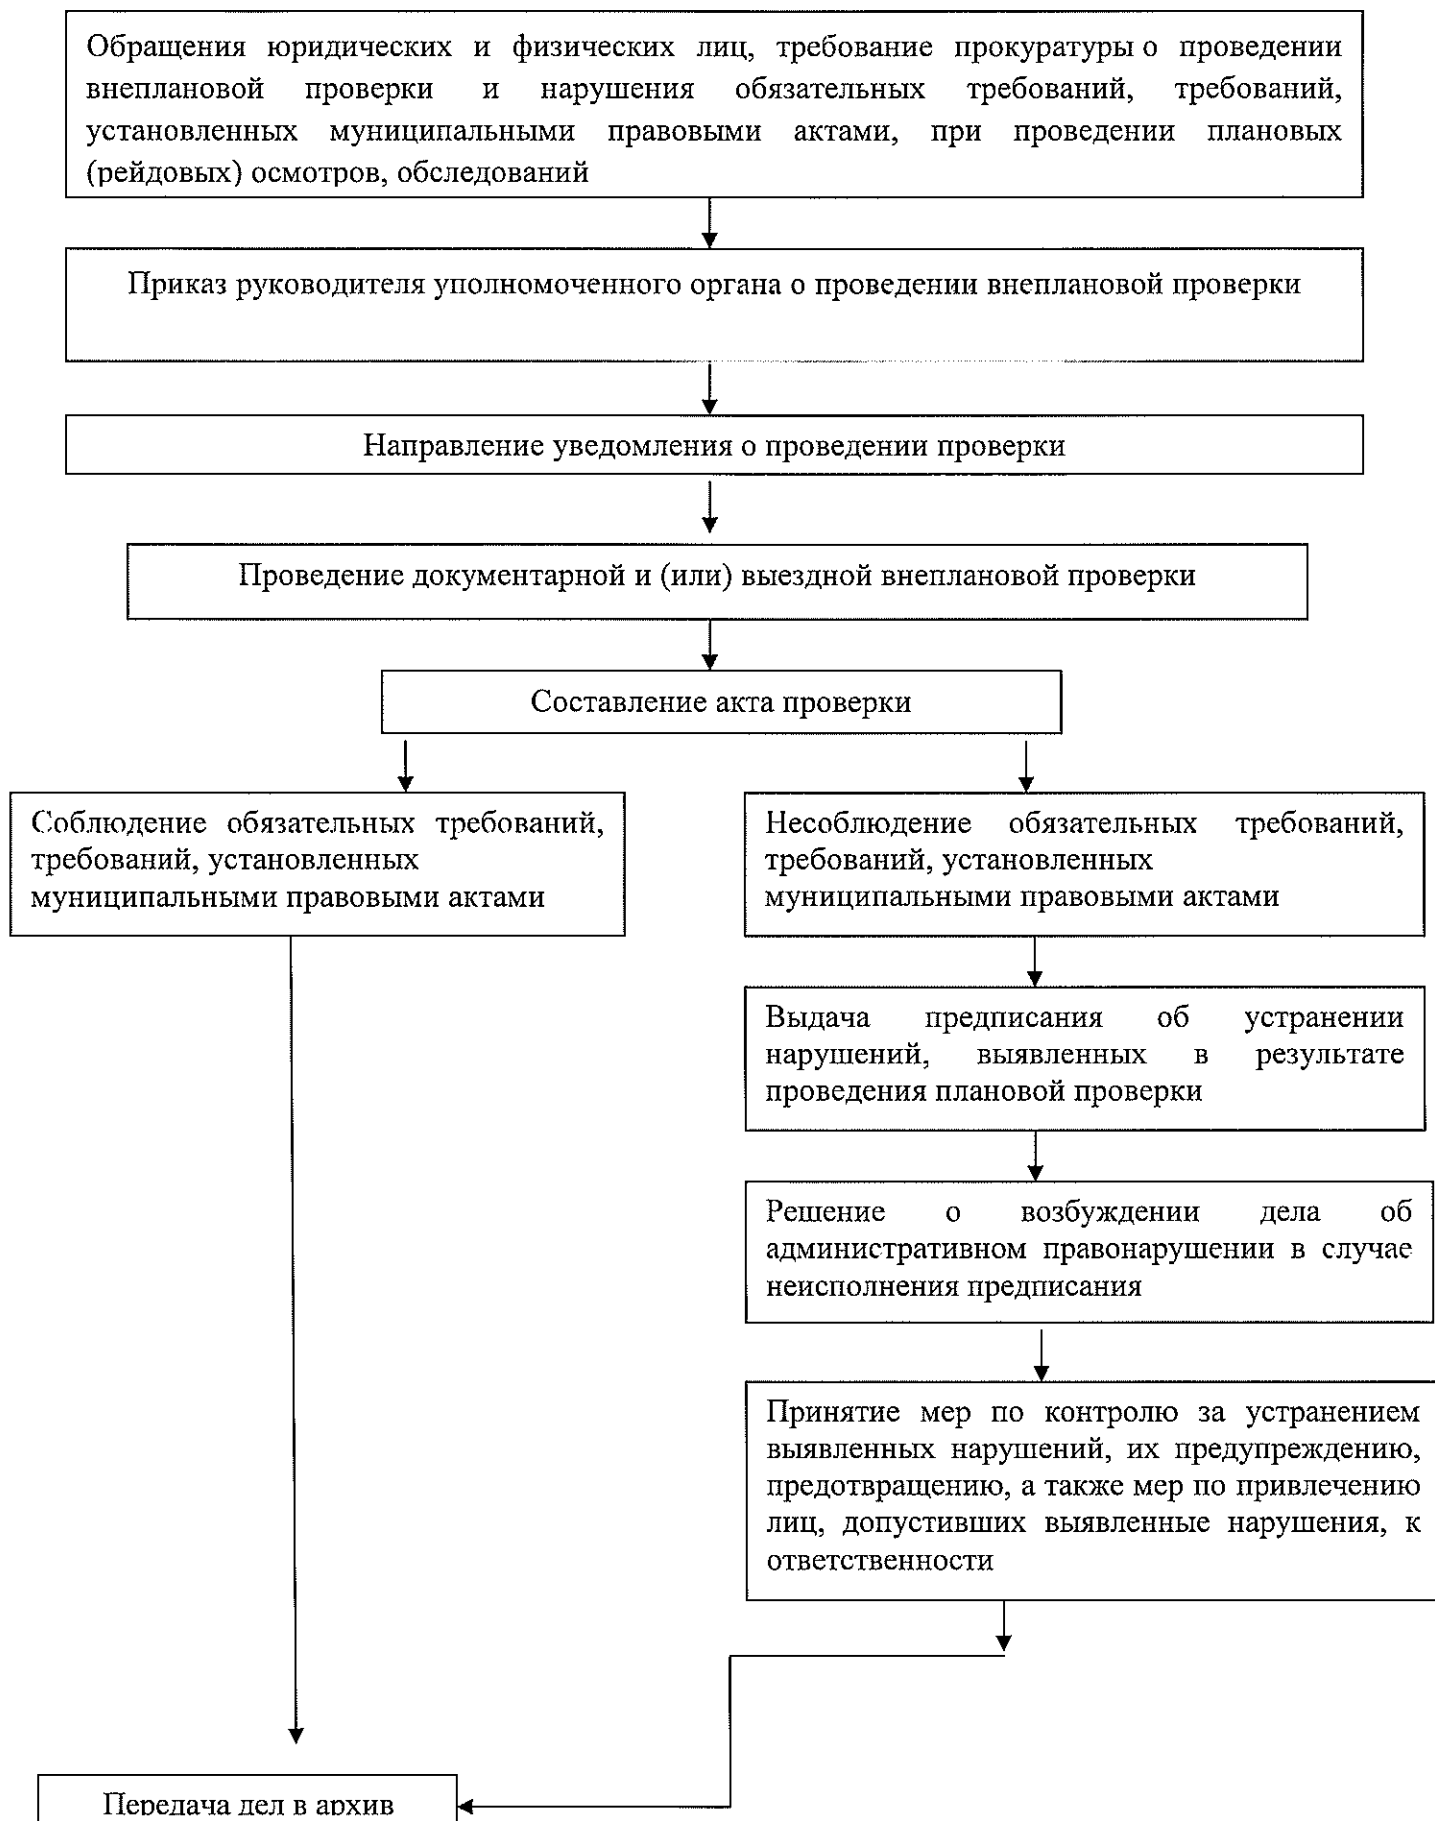 Обращения юридических и физических лиц, требование прокуратуры о проведении
внеплановой проверки и нарушения обязательных требований, требований,
установленных муниципальными правовыми актами, при проведении плановых
(рейдовых) осмотров, обследований
Приказ руководителя уполномоченного органа о проведении внеплановой проверки
Направление уведомления о проведении проверки
Проведение документарной и (или) выездной внеплановой проверки
Составление акта проверки
Соблюдение обязательных требований,
требований, установленных
муниципальными правовыми актами
Несоблюдение обязательных требований,
требований, установленных
муниципальными правовыми актами
Выдача предписания об устранении
нарушений, выявленных в результате
проведения плановой проверки
Решение о возбуждении дела об
административном правонарушении в случае
неисполнения предписания
Принятие мер по контролю за устранением
выявленных нарушений, их предупреждению,
предотвращению, а также мер по привлечению
лиц, допустивших выявленные нарушения, к
ответственности
Передача дел в архив